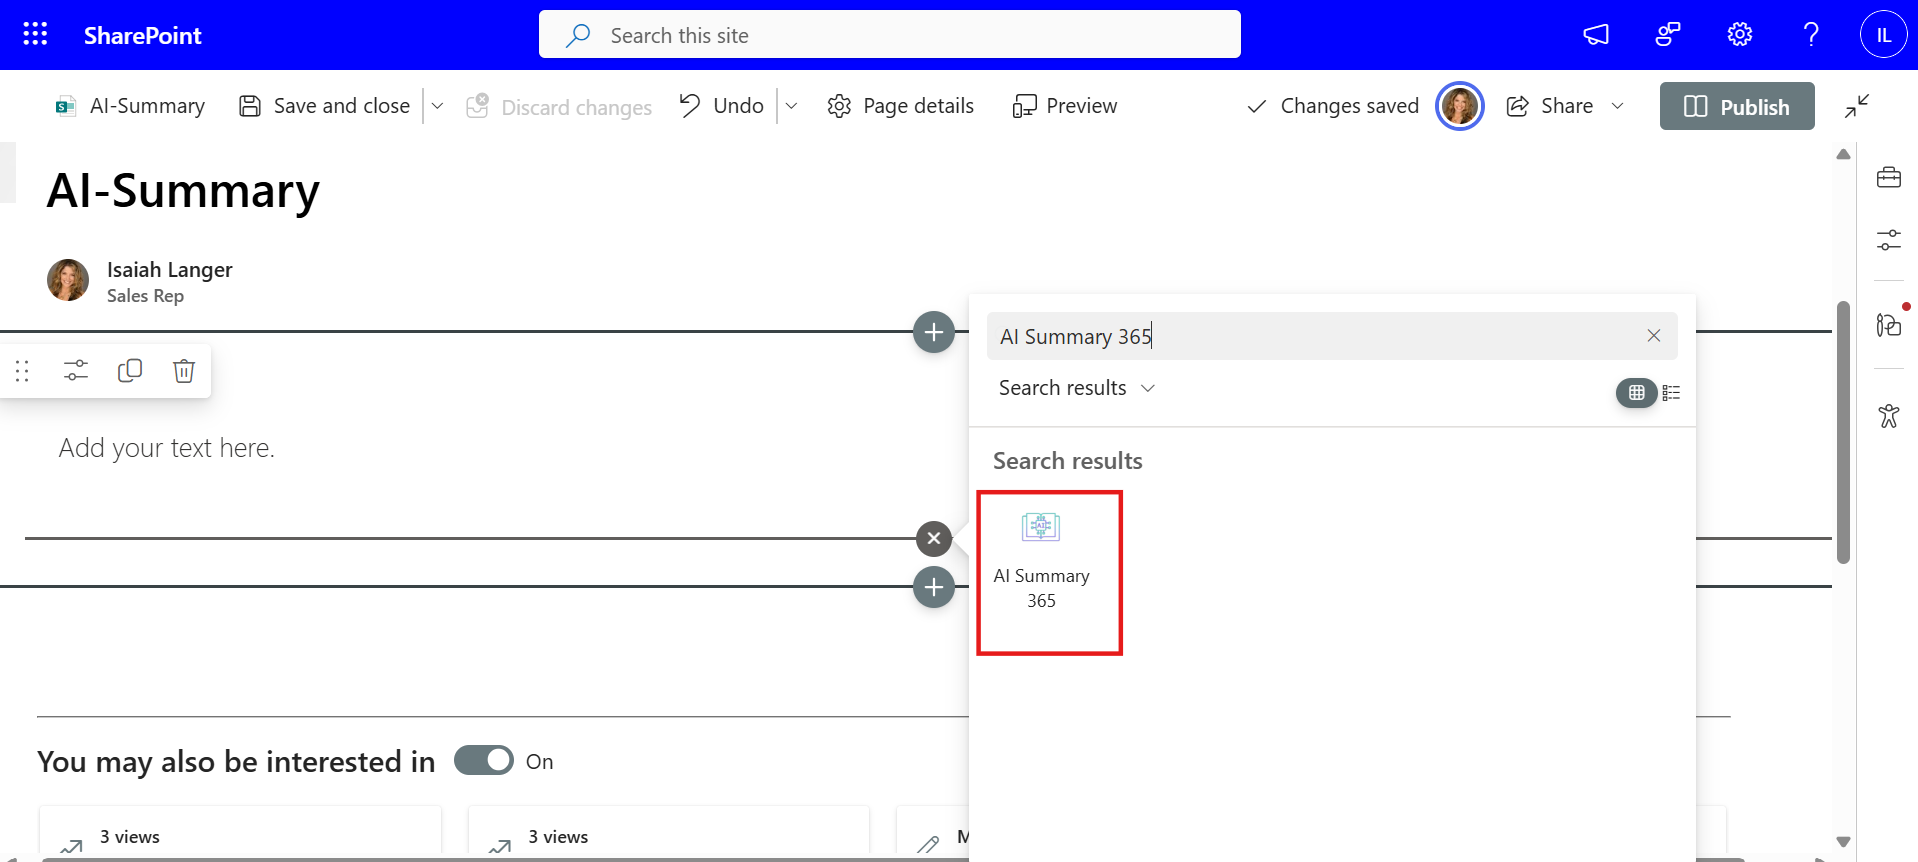 SharePoint
Search this site
IL
AI-Summary
Save and close
Discard changes
Undo
Page details
Preview
Changes saved
Share
Publish
AI-Summary
Isaiah Langer
Sales Rep
AI Summary 365
Search results
Add your text here.
Search results
AI
AI Summary
365
You may also be interested in
On
3 views
3 views